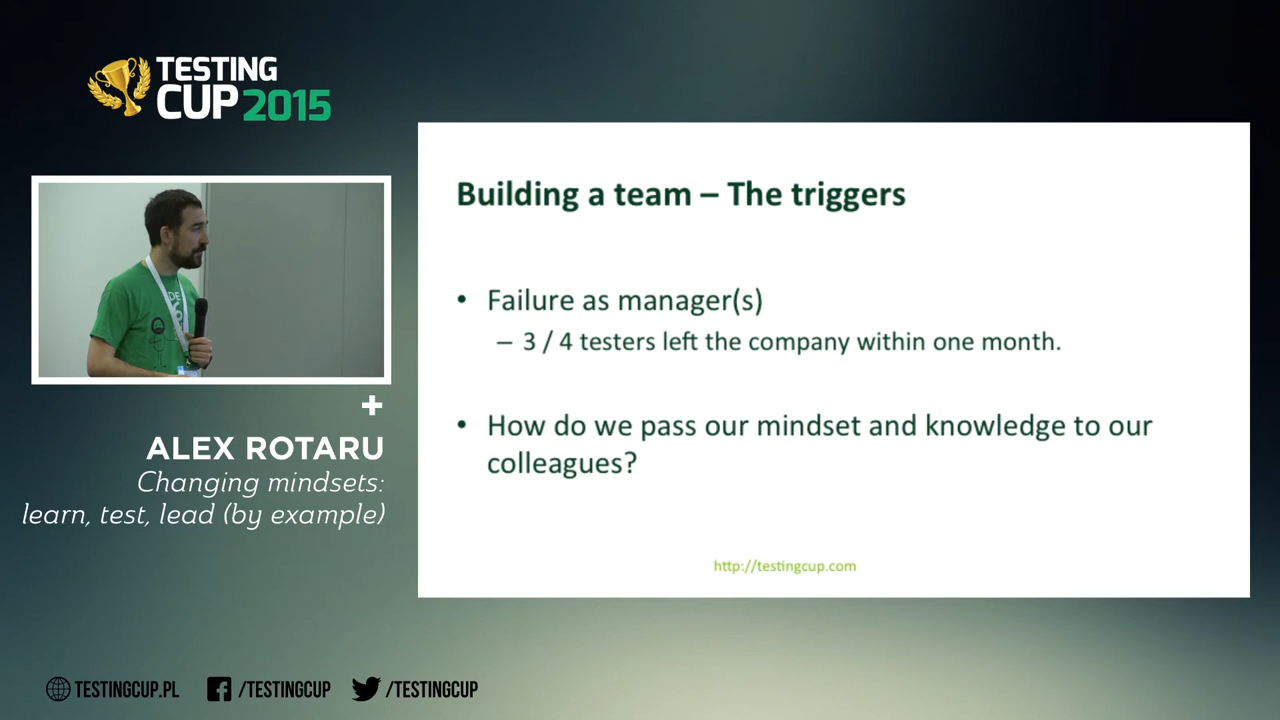 TESTING
CUP 2015
Building a team – The triggers
• Failure as manager(s)
– 3 / 4 testers left the company within one month.
• How do we pass our mindset and knowledge to our
colleagues?
http://testingcup.com
+
ALEX ROTARU
Changing mindsets:
learn, test, lead (by example)
TESTINGCUP.PL
/TESTINGCUP
/TESTINGCUP